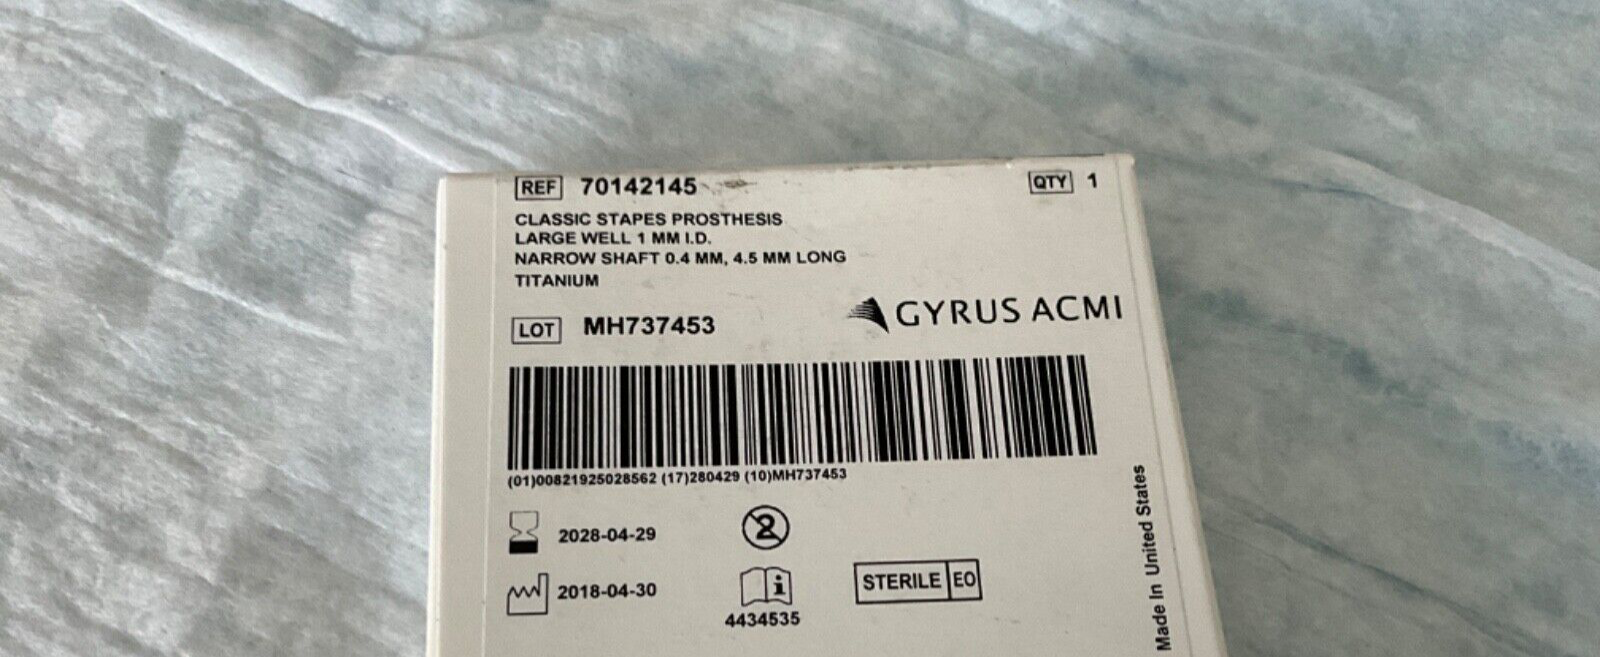 REF 70142145
QTY 1
CLASSIC STAPES PROSTHESIS
LARGE WELL 1 MM I.D.
NARROW SHAFT 0.4 MM, 4.5 MM LONG
TITANIUM
GYRUS ACMI
LOT MH737453
(01)00821925028562 (17)280429 (10)MH737453
2028-04-29
2
2018-04-30
i
4434535
STERILE EO
Made In United States